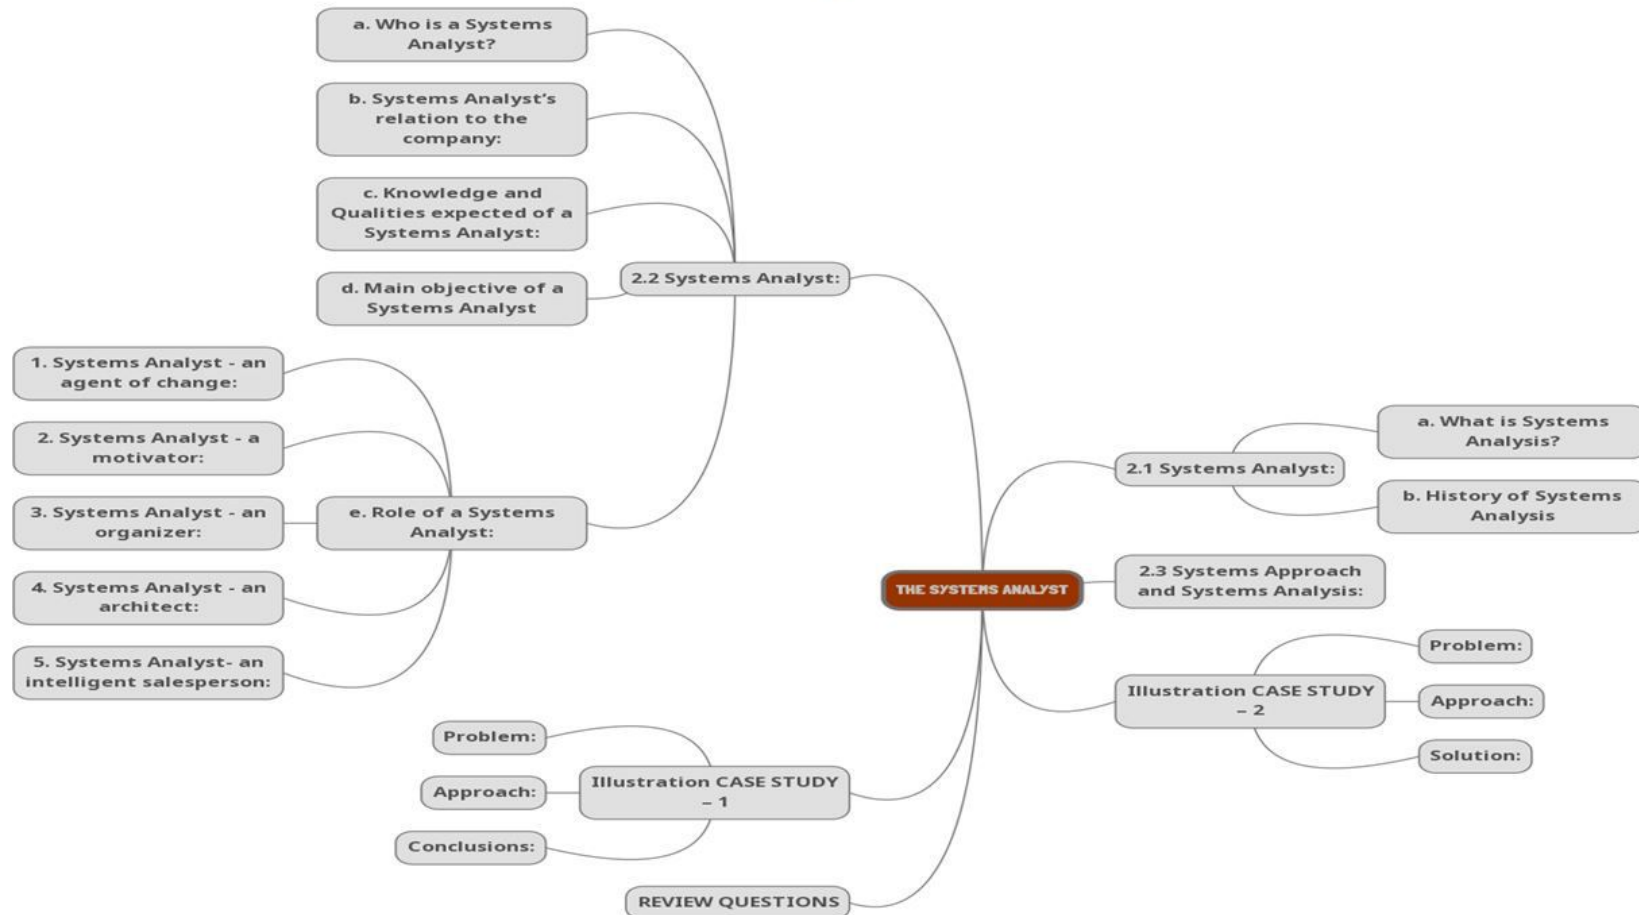 a. Who is a Systems
Analyst?
b. Systems Analyst's
relation to the
company:
c. Knowledge and
Qualities expected of a
Systems Analyst:
d. Main objective of a
Systems Analyst
2.2 Systems Analyst:
1. Systems Analyst - an
agent of change:
2. Systems Analyst - a
motivator:
3. Systems Analyst - an
organizer:
4. Systems Analyst - an
architect:
5. Systems Analyst- an
intelligent salesperson:
e. Role of a Systems
Analyst:
Problem:
Approach:
Conclusions:
Illustration CASE STUDY
– 1
REVIEW QUESTIONS
THE SYSTEMS ANALYST
2.1 Systems Analyst:
a. What is Systems
Analysis?
b. History of Systems
Analysis
2.3 Systems Approach
and Systems Analysis:
Illustration CASE STUDY
– 2
Problem:
Approach:
Solution: